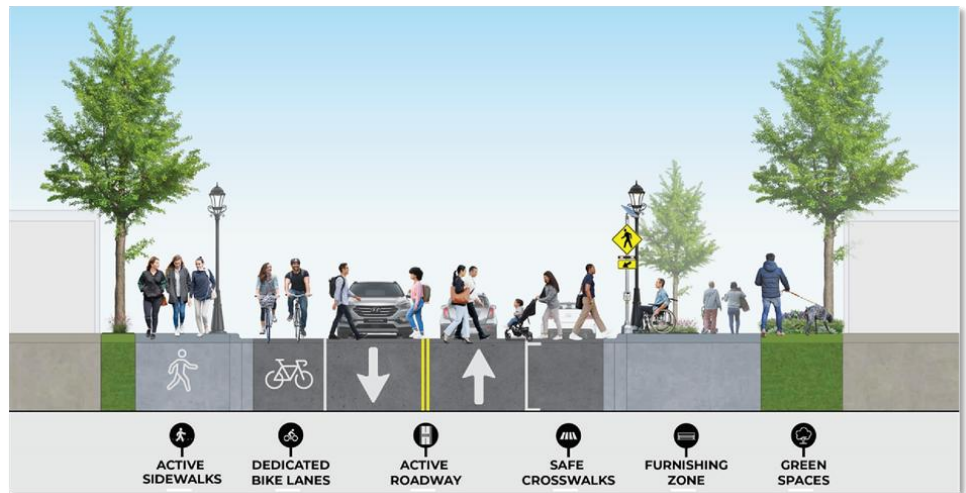 ACTIVE
SIDEWALKS
DEDICATED
BIKE LANES
ACTIVE
ROADWAY
SAFE
CROSSWALKS
FURNISHING
ZONE
GREEN
SPACES